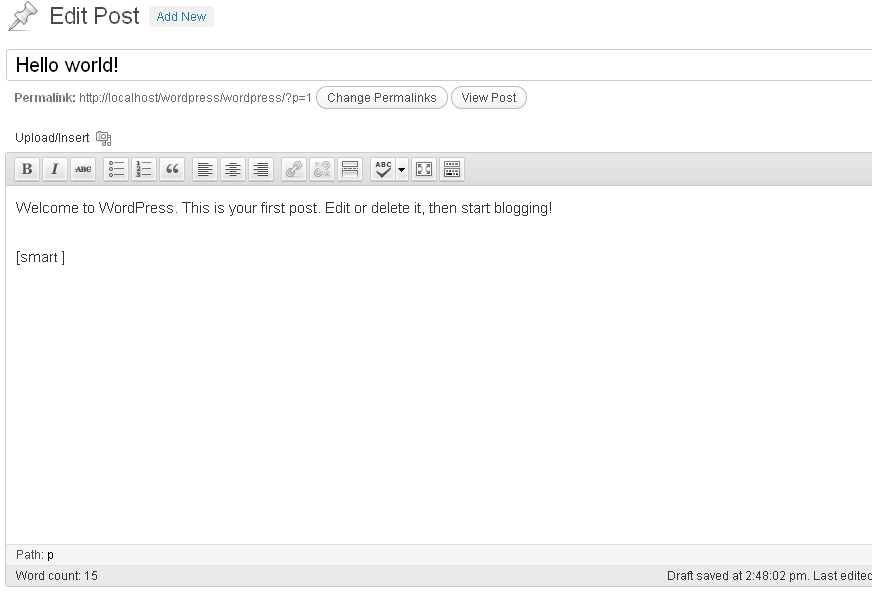 Edit Post Add New
Hello world!
Permalink: http://localhost/wordpress/wordpress/?p=1 Change Permalinks View Post
Upload/Insert
B I ABC ABC
Welcome to WordPress. This is your first post. Edit or delete it, then start blogging!
[smart ]
Path: p
Word count: 15 Draft saved at 2:48:02 pm. Last edited